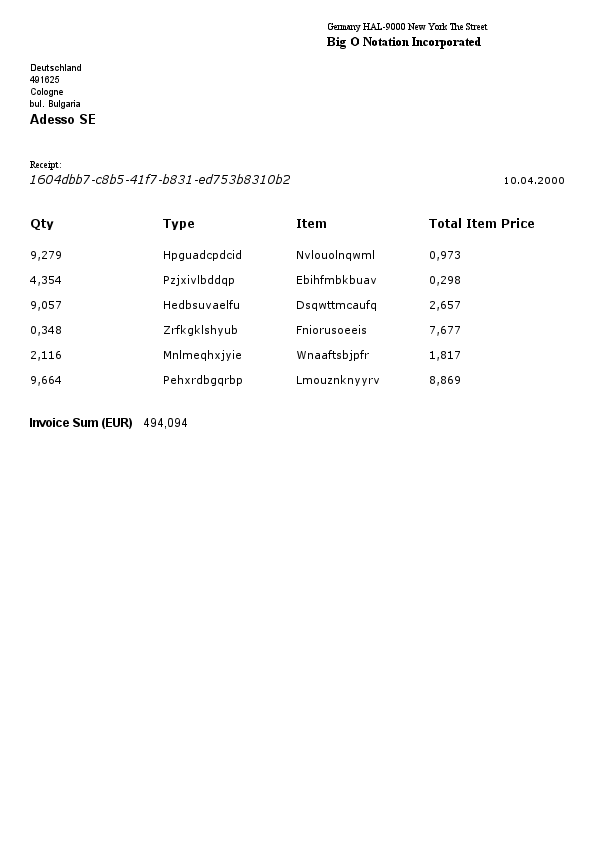 Germany HAL-9000 New York The Street
Big O Notation Incorporated
Deutschland
491625
Cologne
bul. Bulgaria
Adesso SE
Receipt:
1604dbb7-c8b5-41f7-b831-ed753b8310b2 10.04.2000
Qty Type Item Total Item Price
9,279 Hpguadcpdcid Nvlouolnqwml 0,973
4,354 Pzjxivlbddqp Ebihfmbkbuav 0,298
9,057 Hedbsuvaelfu Dsqwttmcaufq 2,657
0,348 Zrfkgklshyub Fniorusoeeis 7,677
2,116 Mnlmeqhxjyie Wnaaftsbjpfr 1,817
9,664 Pehxrdbgqrbp Lmouznknyyrv 8,869
Invoice Sum (EUR) 494,094